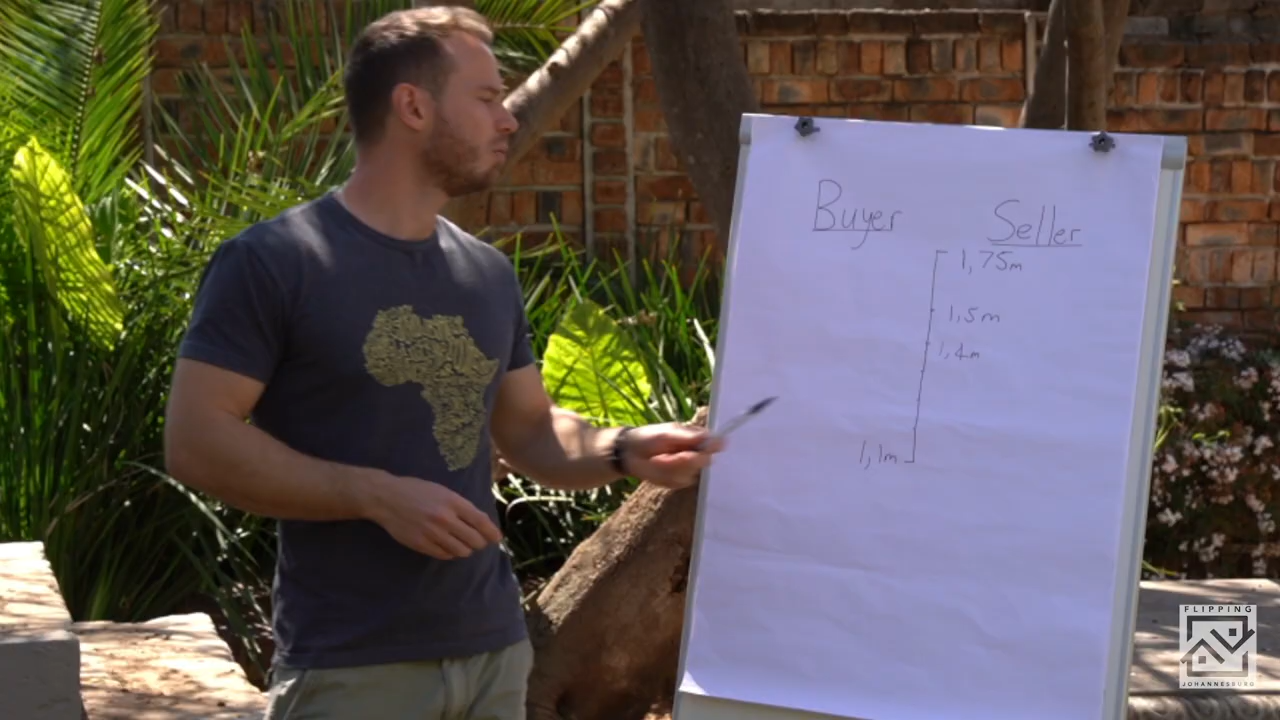 Buyer
Seller
1,75m
1,5m
1,4m
1,1m
FLIPPING
JOHANNESBURG